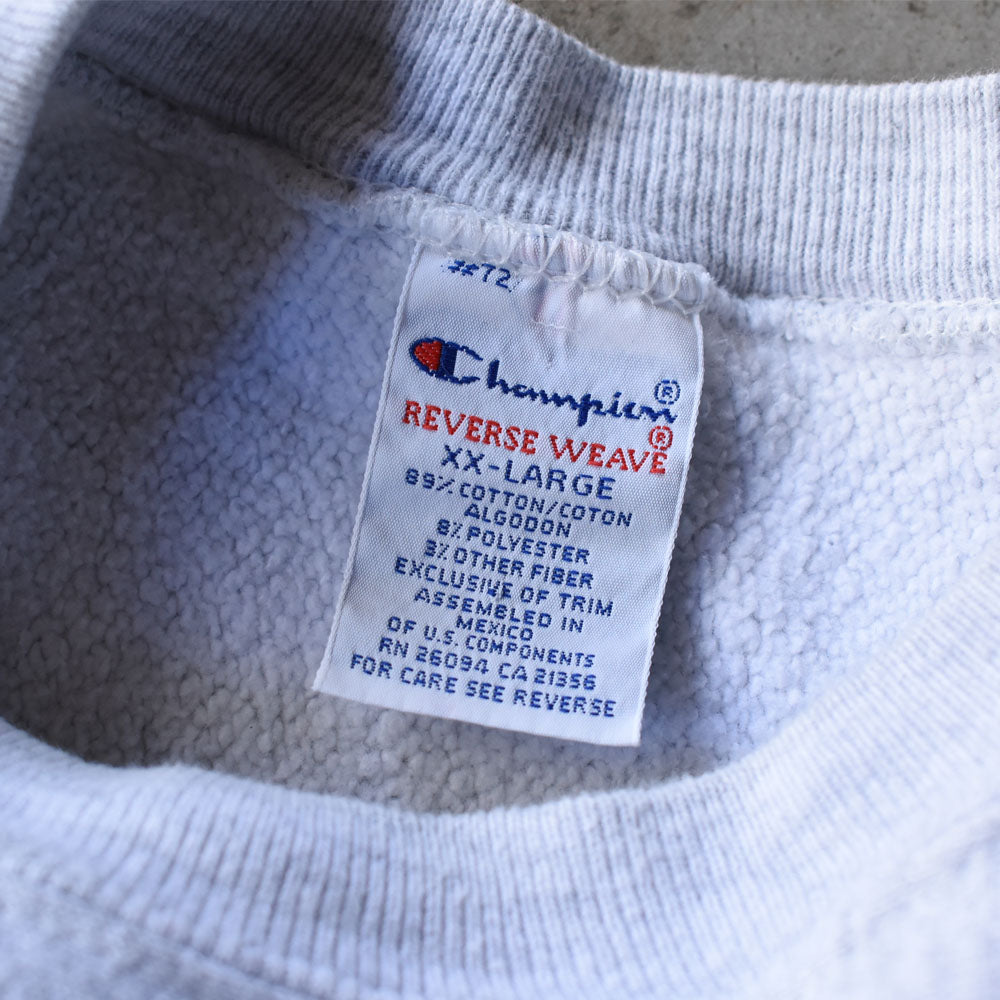 #72
Champion®
REVERSE WEAVE®
XX-LARGE
89% COTTON/COTON
ALGODON
8% POLYESTER
3% OTHER FIBER
EXCLUSIVE OF TRIM
ASSEMBLED IN
MEXICO
OF U.S. COMPONENTS
RN 26094 CA 21356
FOR CARE SEE REVERSE